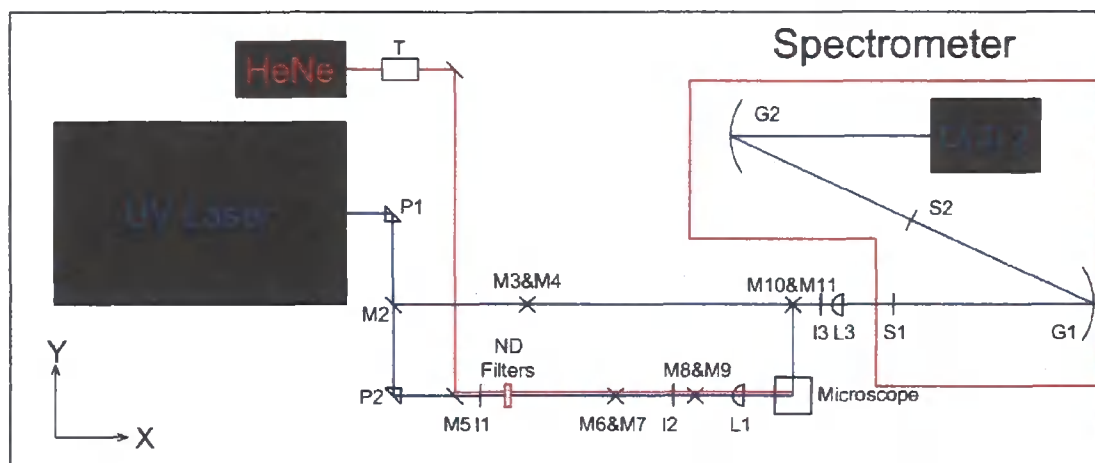 Spectrometer
T
HeNe
G2
UV Laser
P1
S2
M3&M4
M10&M11
M2
I3 L3
S1
G1
ND
Filters
M8&M9
Y
P2
Microscope
M5 I1
M6&M7
I2
L1
X